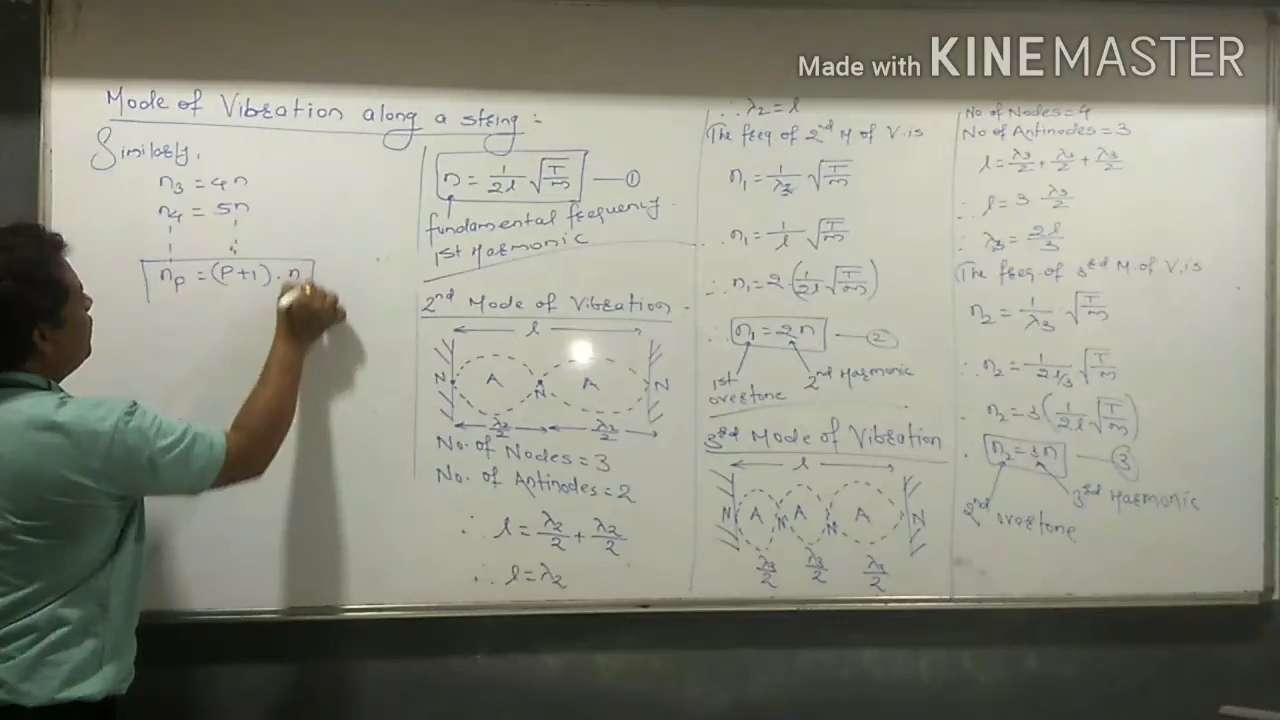 Made with KINEMASTER
Mode of Vibration along a string :-
Similarly,
n₃ = 4n
n₄ = 5n
nₚ = (P+1) . n
n = 1/2l √T/m — ①
fundamental frequency.
1st Harmonic
2nd Mode of Vibration -
l
N A N A N
λ₂/2 λ₂/2
No. of Nodes = 3
No. of Antinodes = 2
∴ l = λ₂/2 + λ₂/2
∴ l = λ₂
∴ λ₂ = l
The freq of 2nd M of V. is
n₁ = 1/λ₃ √T/m
n₁ = 1/l √T/m
∴ n₁ = 2 (1/2l √T/m)
∴ n₁ = 2n — ②
1st overtone
2nd Harmonic
3rd Mode of Vibration
l
N A N A N A N
λ₃/2 λ₃/2 λ₃/2
No of Nodes = 4
No of Antinodes = 3
l = λ₃/2 + λ₃/2 + λ₃/2
∴ l = 3 λ₃/2
∴ λ₃ = 2l/3
The freq. of 3rd M. of V. is
n₂ = 1/λ₃ √T/m
∴ n₂ = 1/2l/3 √T/m
∴ n₂ = 3 (1/2l √T/m)
∴ n₂ = 3n — ③
2nd overtone
3rd Harmonic